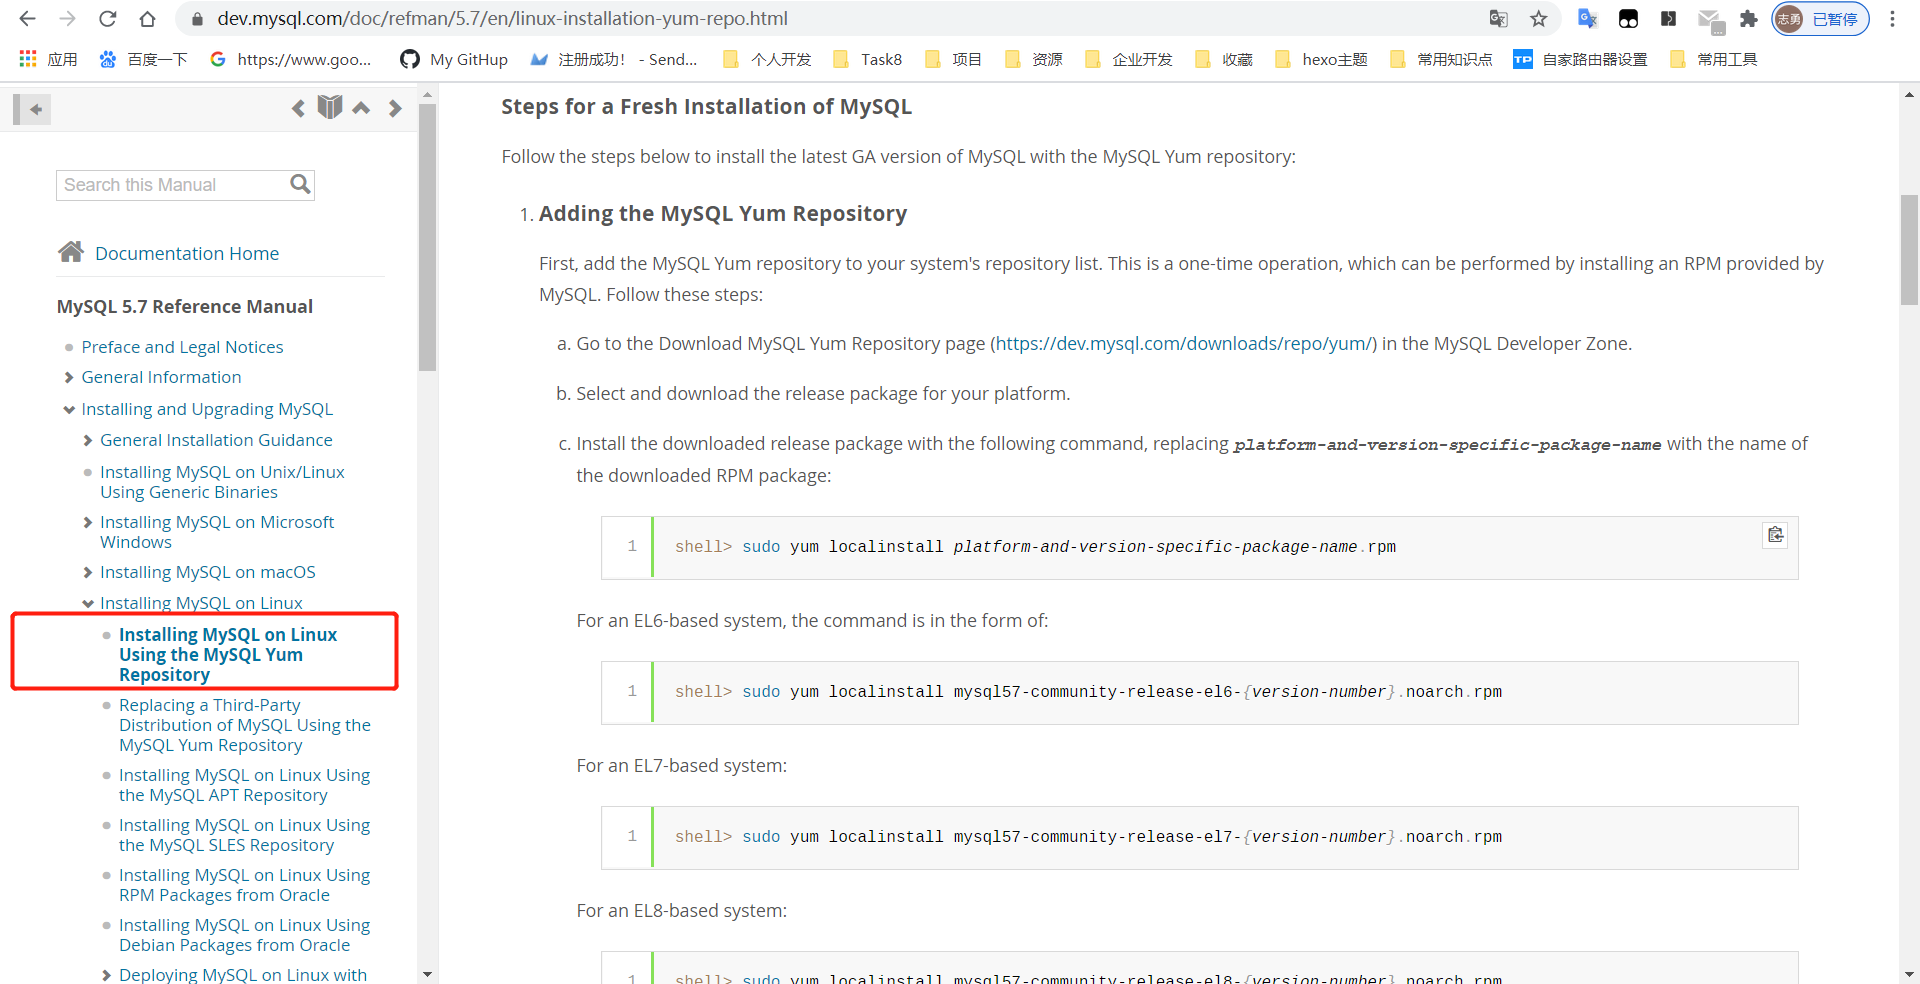 dev.mysql.com/doc/refman/5.7/en/linux-installation-yum-repo.html
志勇 已暂停
应用 百度一下 https://www.goo... My GitHup 注册成功! - Send... 个人开发 Task8 项目 资源 企业开发 收藏 hexo主题 常用知识点 TP 自家路由器设置 常用工具
Search this Manual
Documentation Home
MySQL 5.7 Reference Manual
Preface and Legal Notices
General Information
Installing and Upgrading MySQL
General Installation Guidance
Installing MySQL on Unix/Linux
Using Generic Binaries
Installing MySQL on Microsoft
Windows
Installing MySQL on macOS
Installing MySQL on Linux
Installing MySQL on Linux
Using the MySQL Yum
Repository
Replacing a Third-Party
Distribution of MySQL Using the
MySQL Yum Repository
Installing MySQL on Linux Using
the MySQL APT Repository
Installing MySQL on Linux Using
the MySQL SLES Repository
Installing MySQL on Linux Using
RPM Packages from Oracle
Installing MySQL on Linux Using
Debian Packages from Oracle
Deploying MySQL on Linux with
Steps for a Fresh Installation of MySQL
Follow the steps below to install the latest GA version of MySQL with the MySQL Yum repository:
1. Adding the MySQL Yum Repository
First, add the MySQL Yum repository to your system's repository list. This is a one-time operation, which can be performed by installing an RPM provided by
MySQL. Follow these steps:
a. Go to the Download MySQL Yum Repository page (https://dev.mysql.com/downloads/repo/yum/) in the MySQL Developer Zone.
b. Select and download the release package for your platform.
c. Install the downloaded release package with the following command, replacing platform-and-version-specific-package-name with the name of
the downloaded RPM package:
1 shell> sudo yum localinstall platform-and-version-specific-package-name.rpm
For an EL6-based system, the command is in the form of:
1 shell> sudo yum localinstall mysql57-community-release-el6-{version-number}.noarch.rpm
For an EL7-based system:
1 shell> sudo yum localinstall mysql57-community-release-el7-{version-number}.noarch.rpm
For an EL8-based system:
1 shell> sudo yum localinstall mysql57-community-release-el8-{version-number}.noarch.rpm